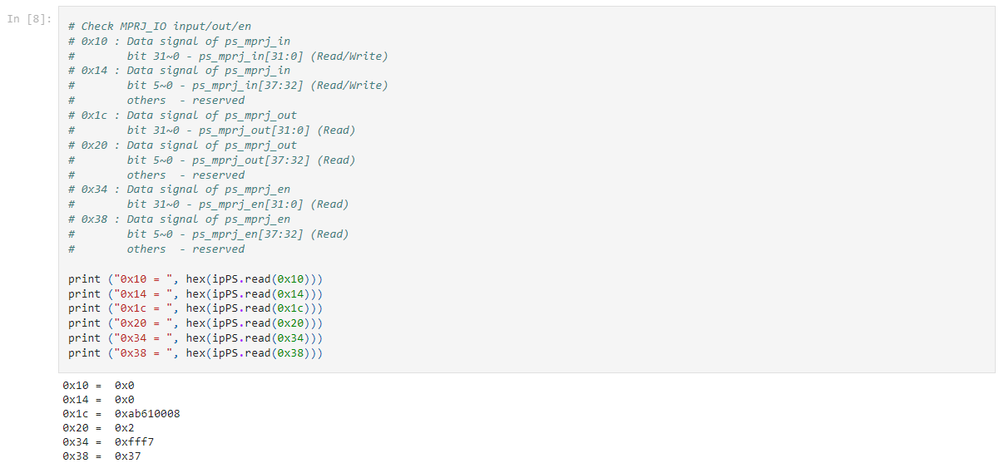 In [8]:
# Check MPRJ_IO input/out/en
# 0x10 : Data signal of ps_mprj_in
#        bit 31~0 - ps_mprj_in[31:0] (Read/Write)
# 0x14 : Data signal of ps_mprj_in
#        bit 5~0 - ps_mprj_in[37:32] (Read/Write)
#        others  - reserved
# 0x1c : Data signal of ps_mprj_out
#        bit 31~0 - ps_mprj_out[31:0] (Read)
# 0x20 : Data signal of ps_mprj_out
#        bit 5~0 - ps_mprj_out[37:32] (Read)
#        others  - reserved
# 0x34 : Data signal of ps_mprj_en
#        bit 31~0 - ps_mprj_en[31:0] (Read)
# 0x38 : Data signal of ps_mprj_en
#        bit 5~0 - ps_mprj_en[37:32] (Read)
#        others  - reserved
print ("0x10 = ", hex(ipPS.read(0x10)))
print ("0x14 = ", hex(ipPS.read(0x14)))
print ("0x1c = ", hex(ipPS.read(0x1c)))
print ("0x20 = ", hex(ipPS.read(0x20)))
print ("0x34 = ", hex(ipPS.read(0x34)))
print ("0x38 = ", hex(ipPS.read(0x38)))
0x10 =  0x0
0x14 =  0x0
0x1c =  0xab610008
0x20 =  0x2
0x34 =  0xfff7
0x38 =  0x37